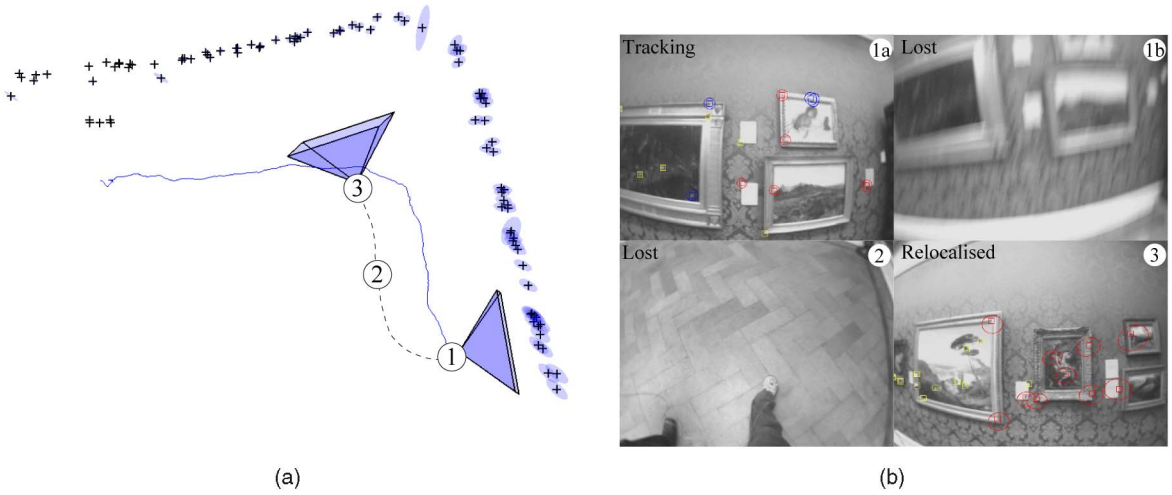 3
2
1
(a)
Tracking 1a
Lost 1b
Lost 2
Relocalised 3
(b)